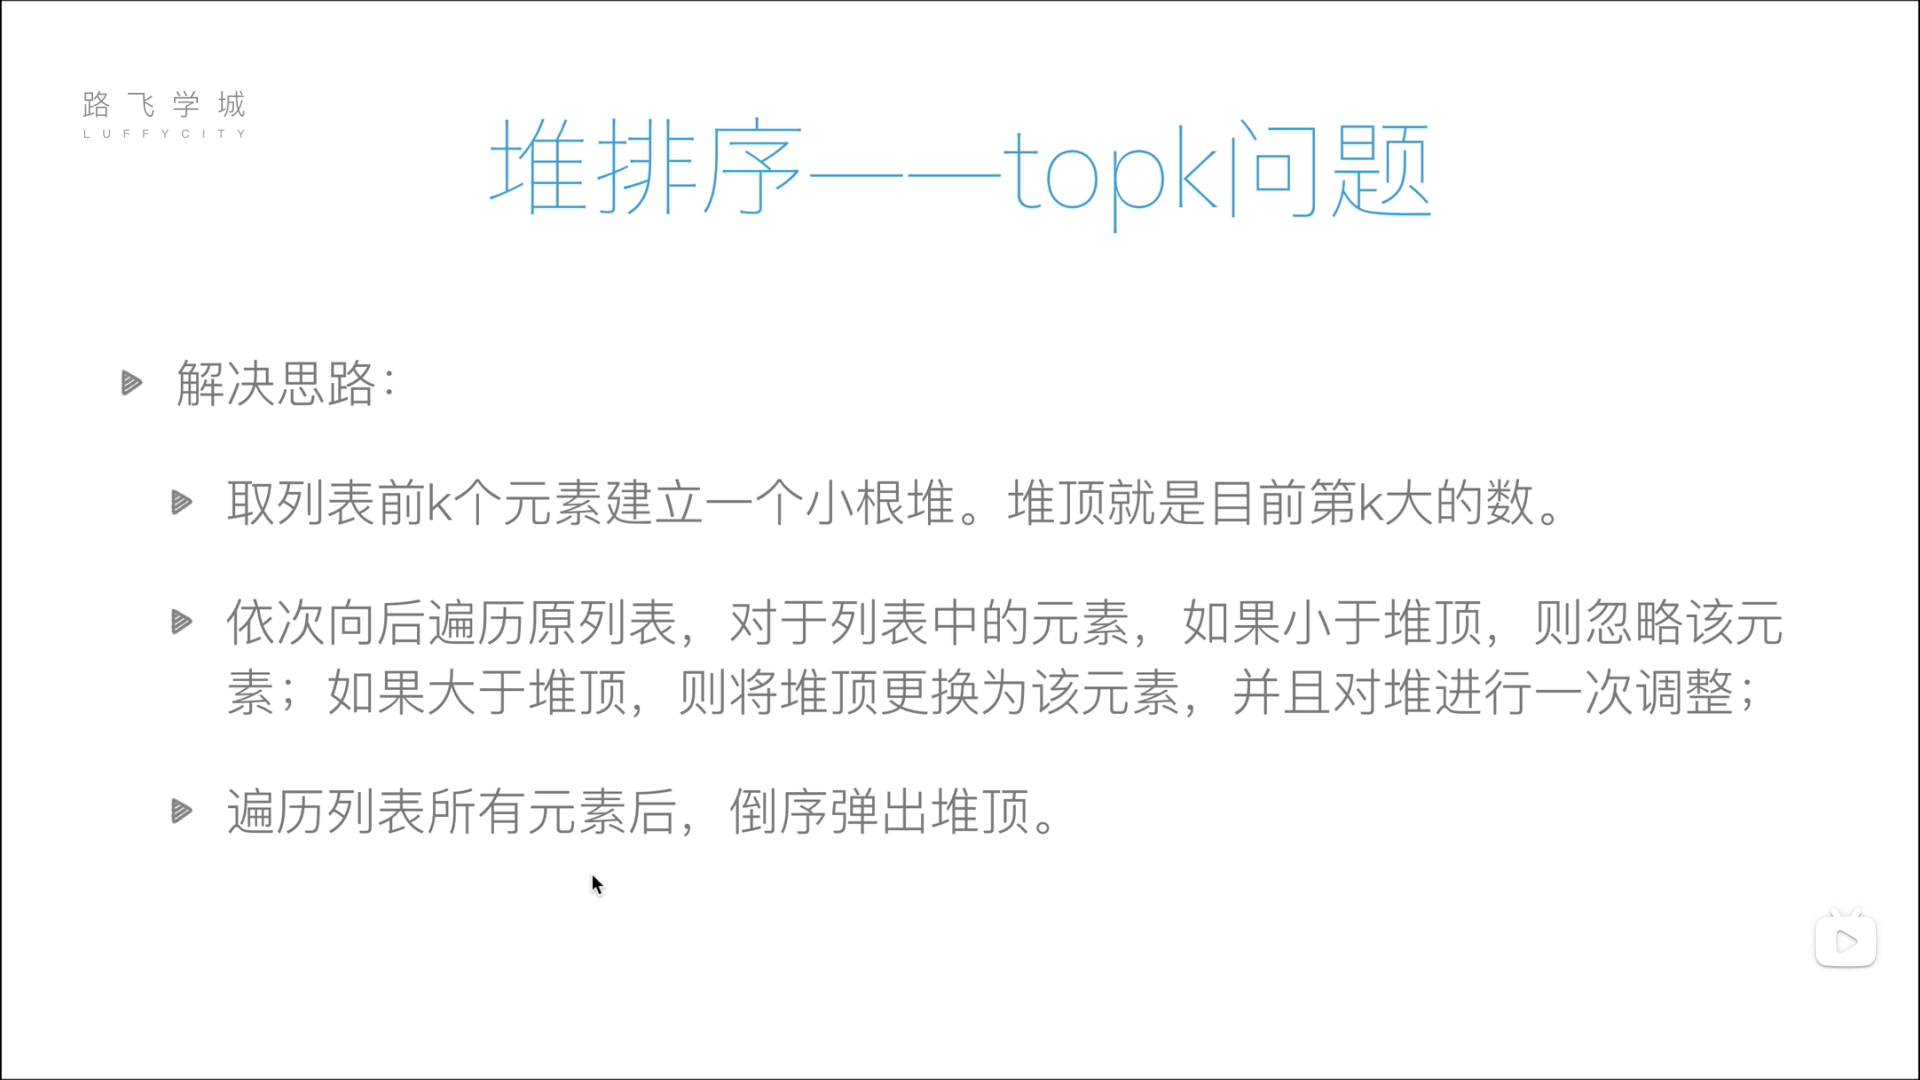 路飞学城
LUFFYCITY
堆排序——topk问题
解决思路：
取列表前k个元素建立一个小根堆。堆顶就是目前第k大的数。
依次向后遍历原列表，对于列表中的元素，如果小于堆顶，则忽略该元
素；如果大于堆顶，则将堆顶更换为该元素，并且对堆进行一次调整；
遍历列表所有元素后，倒序弹出堆顶。